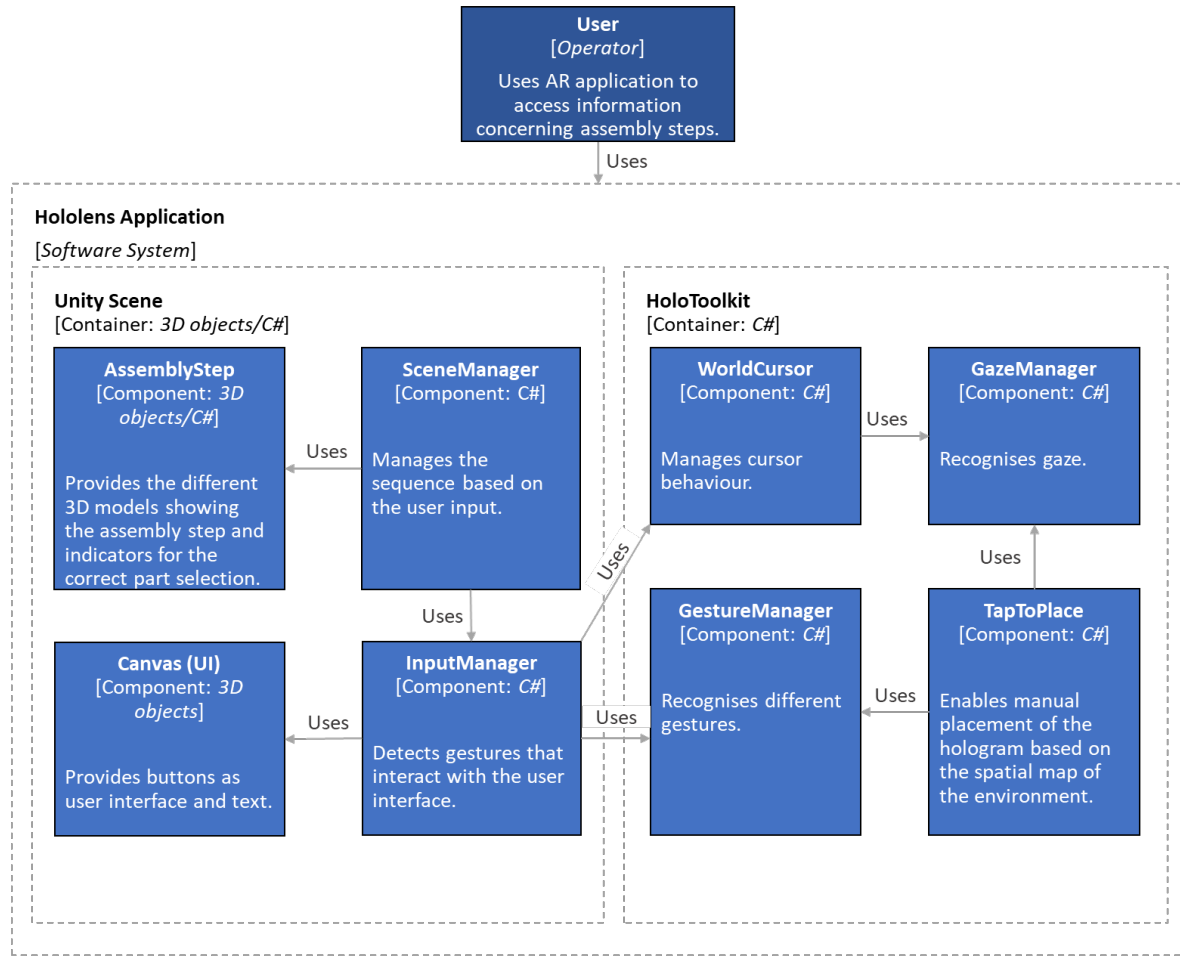 User
[Operator]
Uses AR application to
access information
concerning assembly steps.
Uses
Hololens Application
[Software System]
Unity Scene
[Container: 3D objects/C#]
AssemblyStep
[Component: 3D
objects/C#]
Provides the different
3D models showing
the assembly step and
indicators for the
correct part selection.
Uses
SceneManager
[Component: C#]
Manages the
sequence based on
the user input.
Uses
Canvas (UI)
[Component: 3D
objects]
Provides buttons as
user interface and text.
Uses
InputManager
[Component: C#]
Detects gestures that
interact with the user
interface.
Uses
Uses
HoloToolkit
[Container: C#]
WorldCursor
[Component: C#]
Manages cursor
behaviour.
Uses
GazeManager
[Component: C#]
Recognises gaze.
Uses
GestureManager
[Component: C#]
Recognises different
gestures.
Uses
TapToPlace
[Component: C#]
Enables manual
placement of the
hologram based on
the spatial map of
the environment.